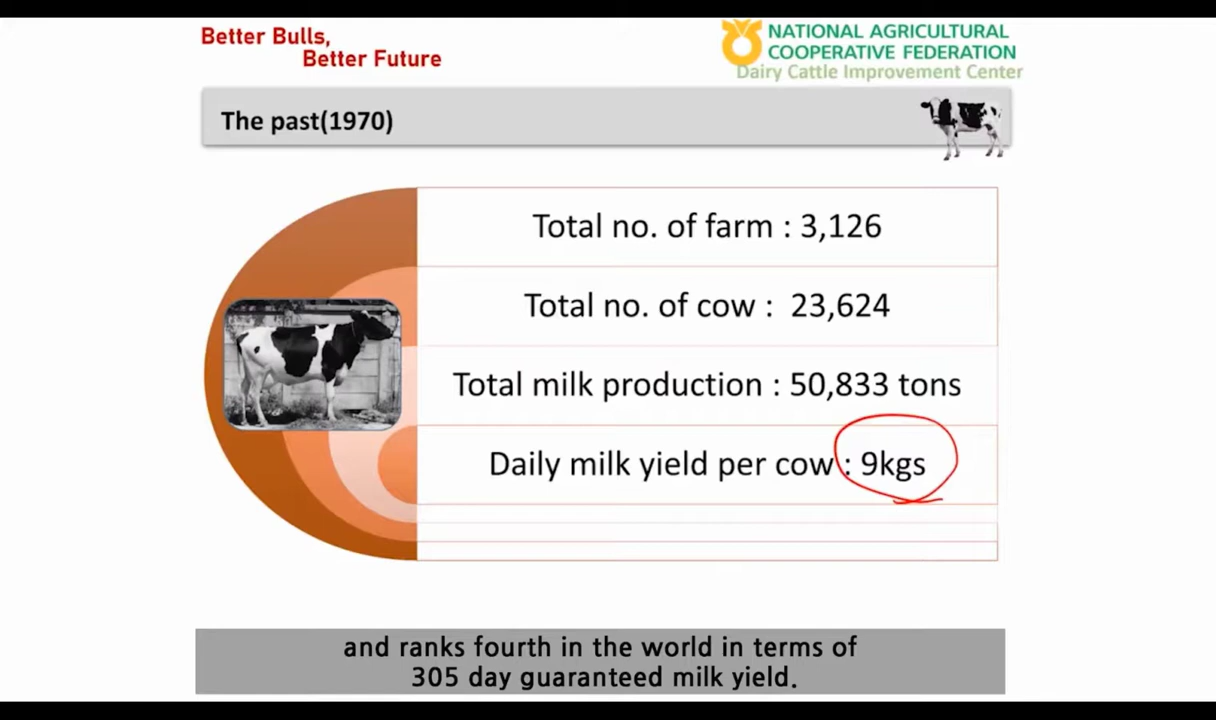 Better Bulls,
Better Future
NATIONAL AGRICULTURAL
COOPERATIVE FEDERATION
Dairy Cattle Improvement Center
The past(1970)
Total no. of farm : 3,126
Total no. of cow : 23,624
Total milk production : 50,833 tons
Daily milk yield per cow : 9kgs
and ranks fourth in the world in terms of
305 day guaranteed milk yield.